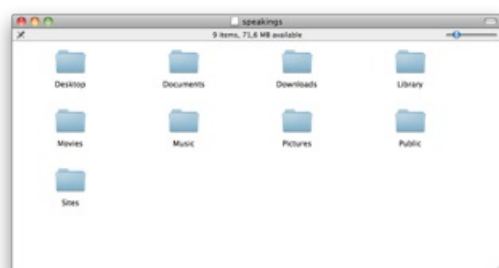 speakings
9 items, 71,6 MB available
Desktop Documents Downloads Library
Movies Music Pictures Public
Sites